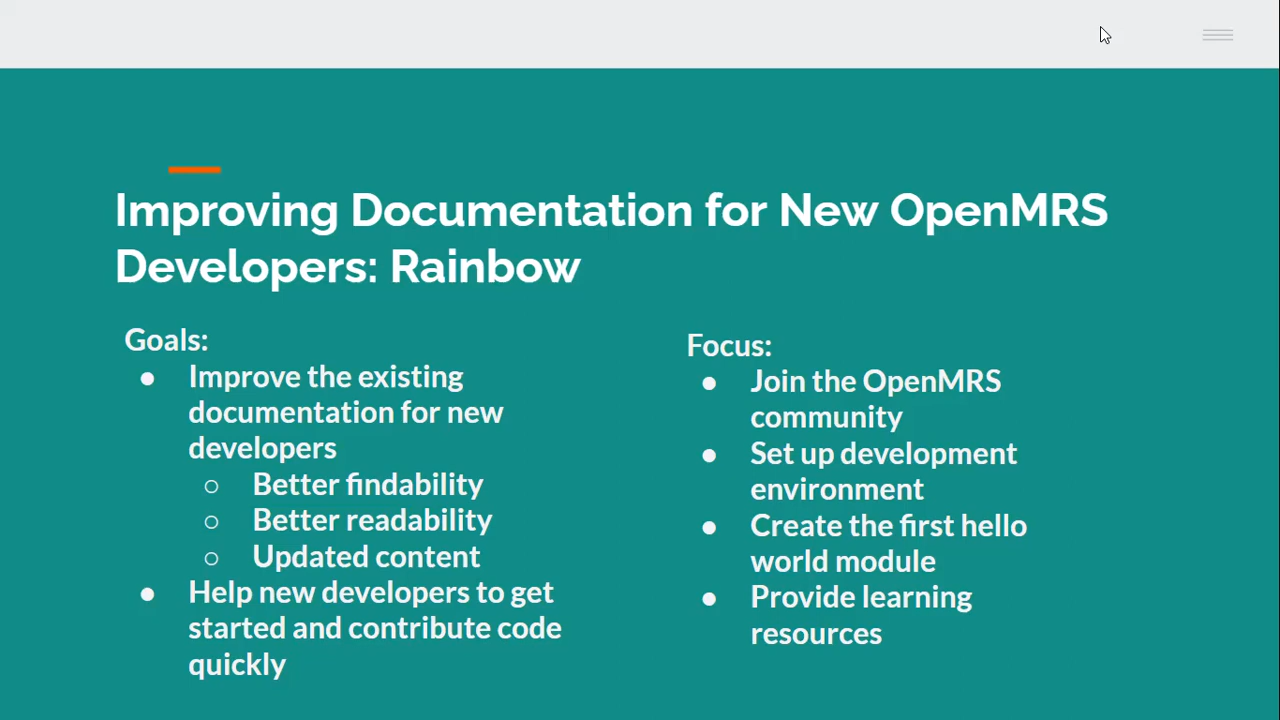 Improving Documentation for New OpenMRS
Developers: Rainbow
Goals:
● Improve the existing
documentation for new
developers
○ Better findability
○ Better readability
○ Updated content
● Help new developers to get
started and contribute code
quickly
Focus:
● Join the OpenMRS
community
● Set up development
environment
● Create the first hello
world module
● Provide learning
resources